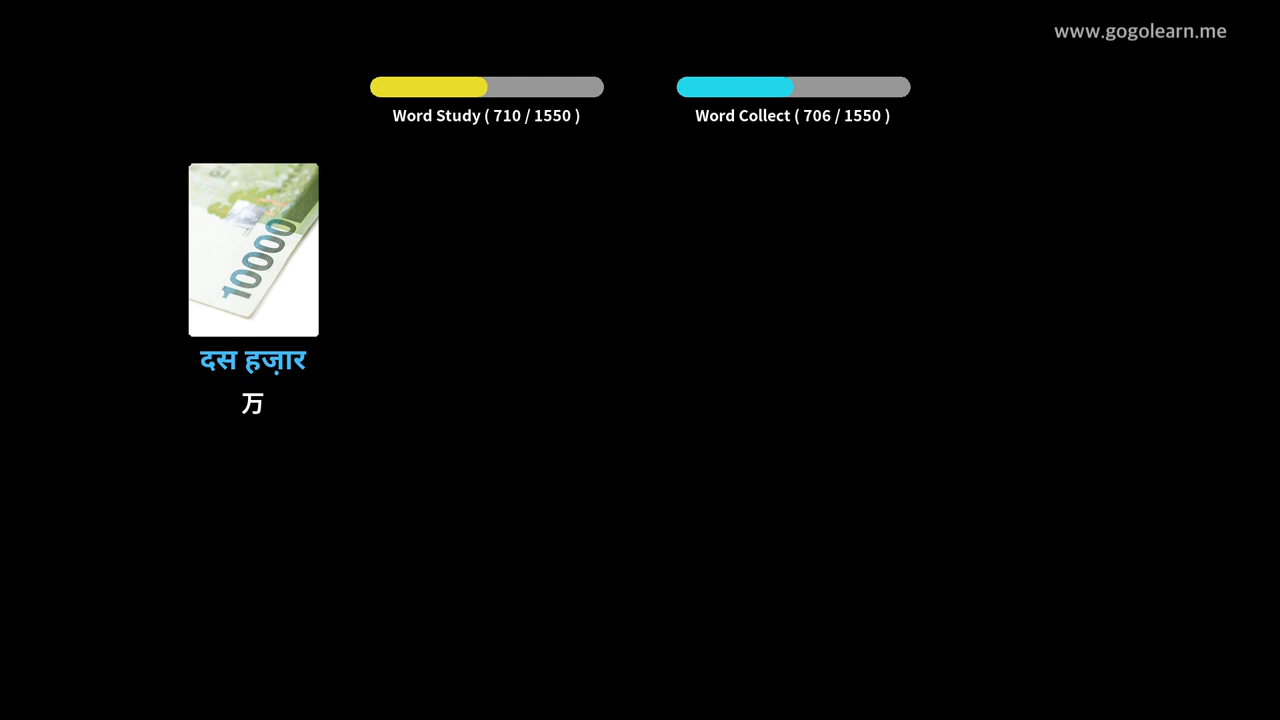 www.gogolearn.me
Word Study ( 710 / 1550 )
Word Collect ( 706 / 1550 )
10000
दस हज़ार
万